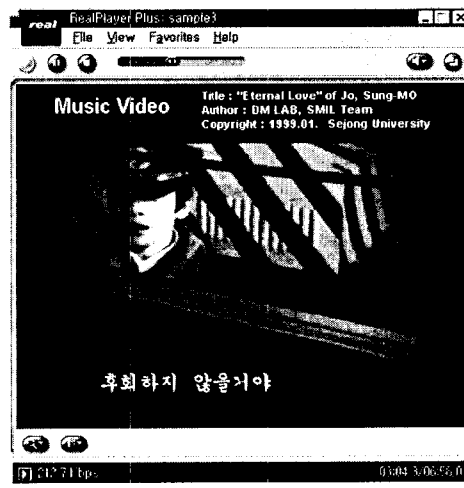 real RealPlayer Plus: sample3
File View Favorites Help
Music Video
Title : "Eternal Love" of Jo, Sung-MO
Author : DM LAB, SMIL Team
Copyright : 1999.01. Sejong University
후회하지 않을거야